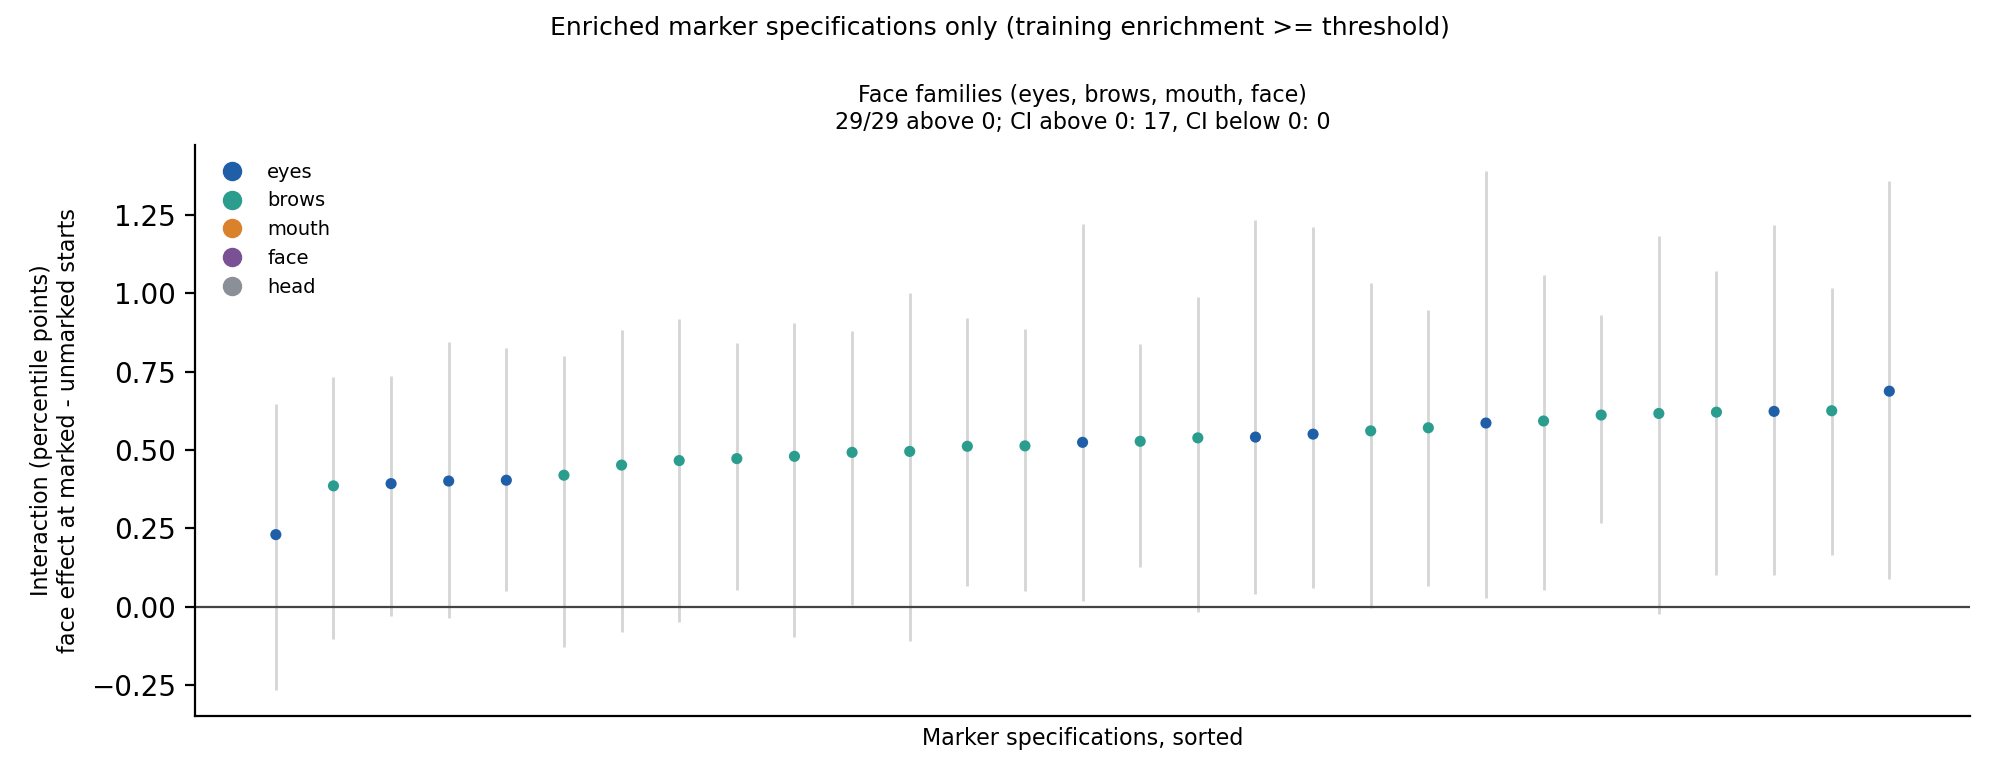 Enriched marker specifications only (training enrichment >= threshold)
Face families (eyes, brows, mouth, face)
29/29 above 0; CI above 0: 17, CI below 0: 0
eyes
brows
mouth
face
head
Interaction (percentile points)
face effect at marked - unmarked starts
1.25
1.00
0.75
0.50
0.25
0.00
−0.25
Marker specifications, sorted